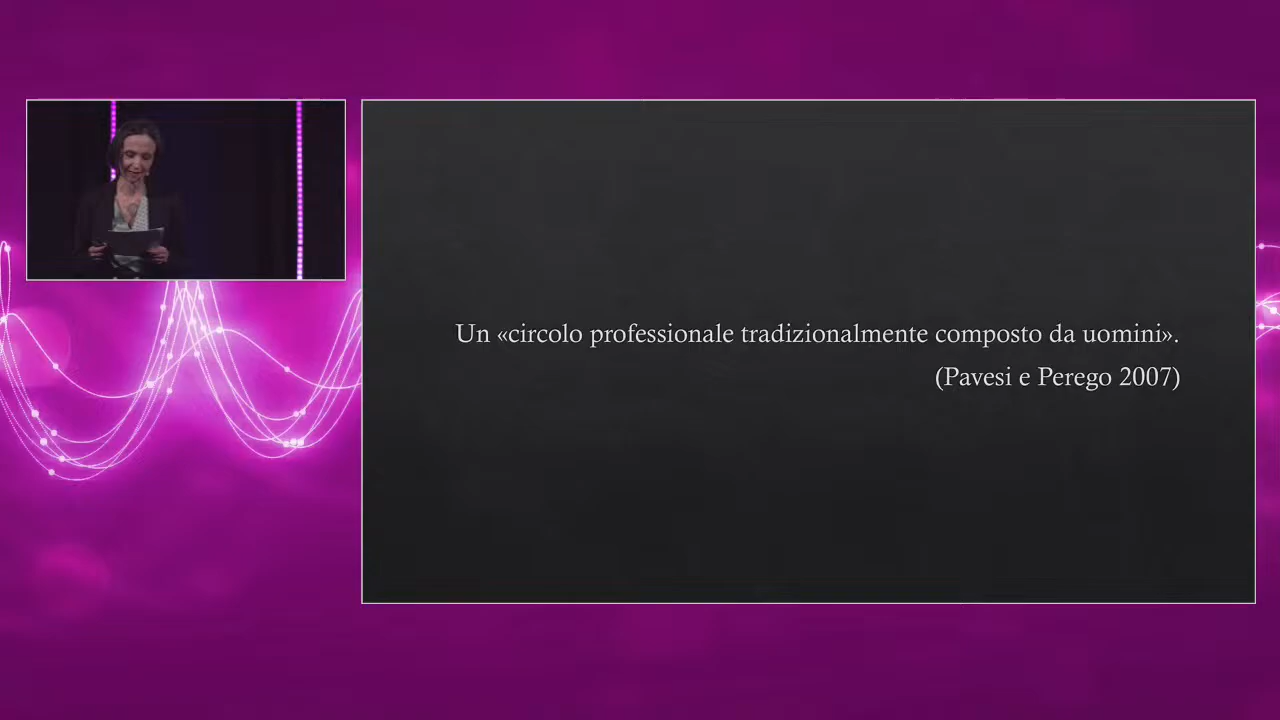 Un «circolo professionale tradizionalmente composto da uomini».
(Pavesi e Perego 2007)